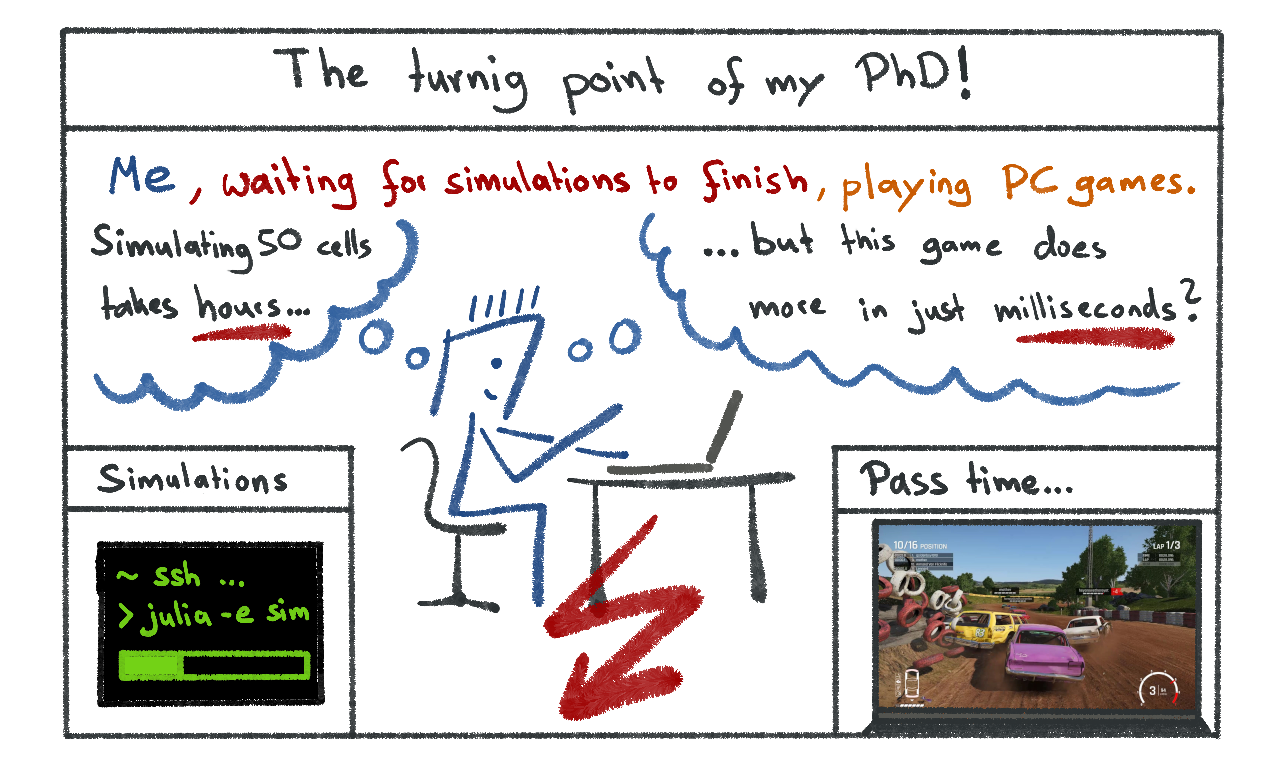 The turnig point of my PhD!
Me, waiting for simulations to finish, playing PC games.
Simulating 50 cells
takes hours...
...but this game does
more in just milliseconds?
Simulations
~ ssh ...
> julia -e sim
Pass time...
10/16 POSITION
LAP 1/3
3